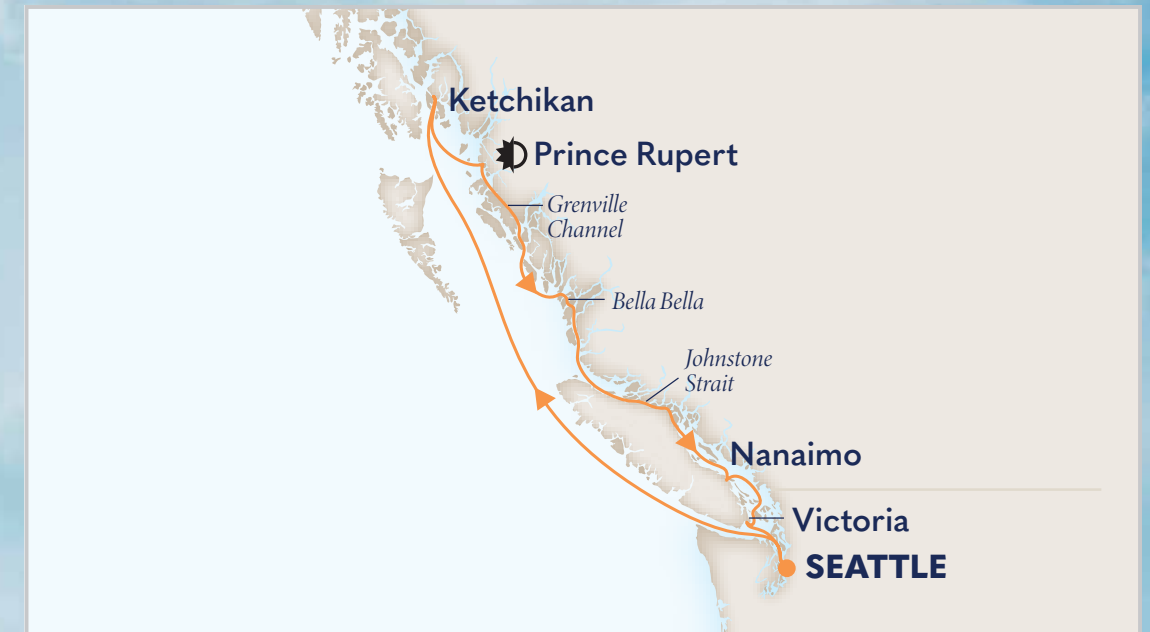 Ketchikan
Prince Rupert
Grenville
Channel
Bella Bella
Johnstone
Strait
Nanaimo
Victoria
SEATTLE